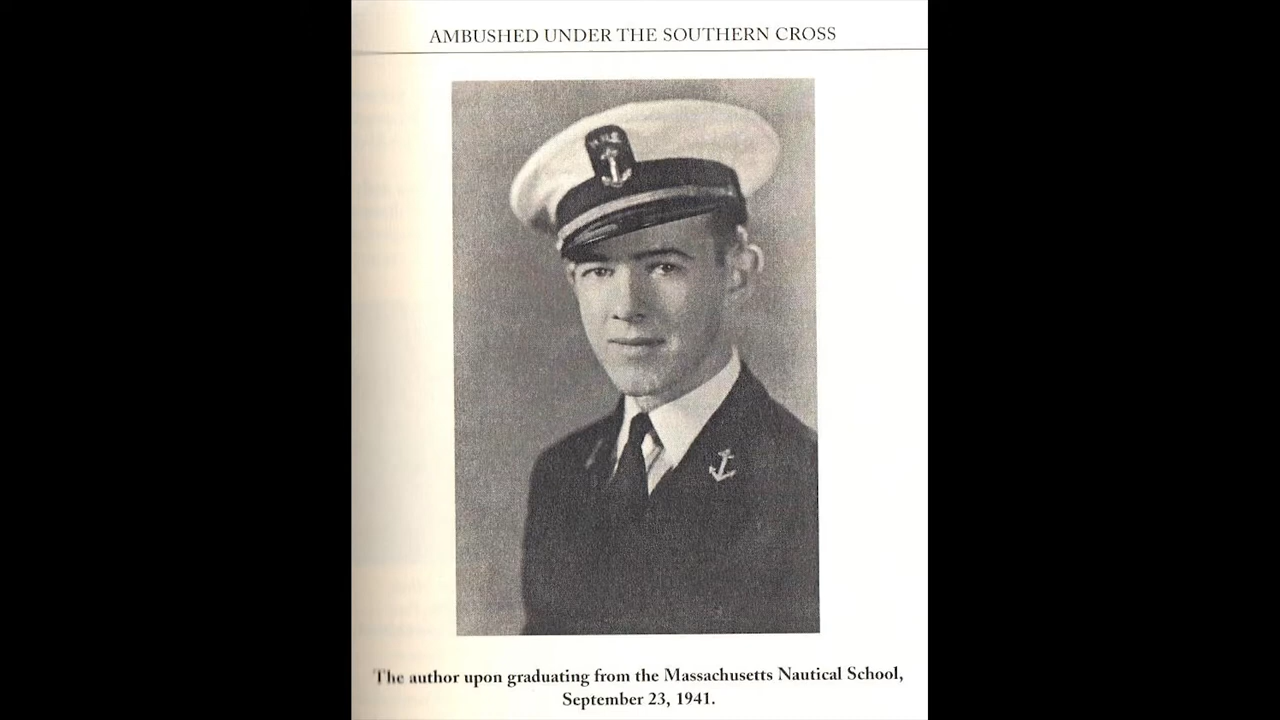 AMBUSHED UNDER THE SOUTHERN CROSS
The author upon graduating from the Massachusetts Nautical School,
September 23, 1941.